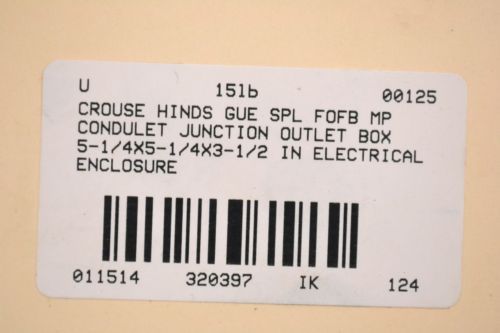 U 15lb 00125
CROUSE HINDS GUE SPL FOFB MP
CONDULET JUNCTION OUTLET BOX
5-1/4X5-1/4X3-1/2 IN ELECTRICAL
ENCLOSURE
011514 320397 IK 124